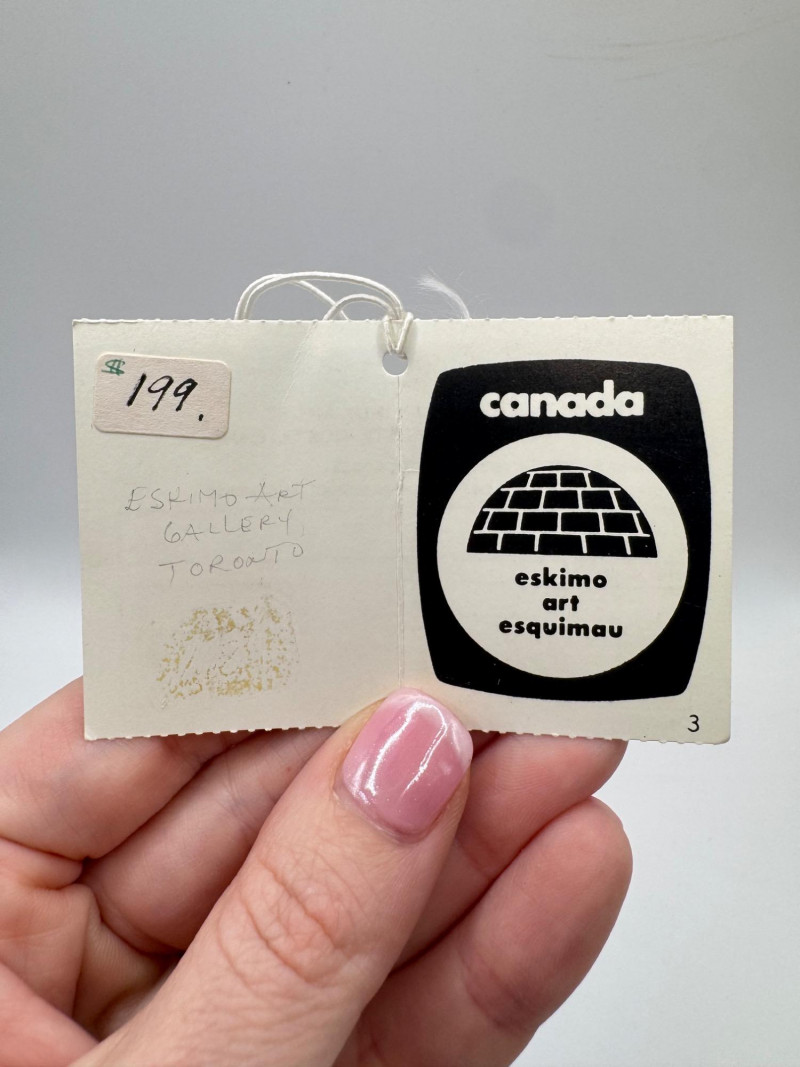 $ 199.
ESKIMO ART
GALLERY
TORONTO
canada
eskimo
art
esquimau
3